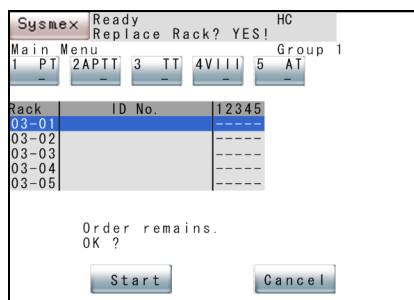 Sysmex Ready HC
Replace Rack? YES!
Main Menu Group 1
1 PT 2APTT 3 TT 4VIII 5 AT
– – – – –
Rack ID No. 12345
03-01 -----
03-02 -----
03-03 -----
03-04 -----
03-05 -----
Order remains.
OK ?
Start Cancel